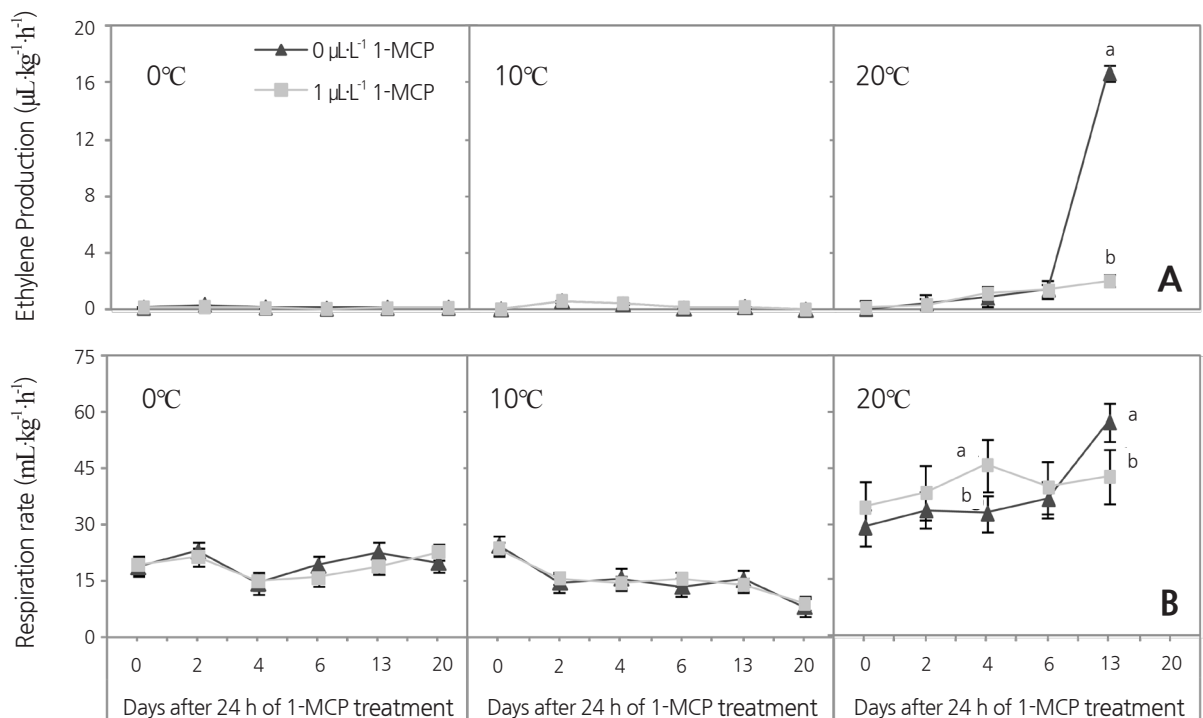 Ethylene Production (μL·kg⁻¹·h⁻¹)
20
16
12
8
4
0
0℃
0 μL·L⁻¹ 1-MCP
1 μL·L⁻¹ 1-MCP
10℃
20℃
a
b
A
Respiration rate (mL·kg⁻¹·h⁻¹)
75
60
45
30
15
0
0℃
10℃
20℃
a
b
a
b
B
0 2 4 6 13 20
0 2 4 6 13 20
0 2 4 6 13 20
Days after 24 h of 1-MCP treatment
Days after 24 h of 1-MCP treatment
Days after 24 h of 1-MCP treatment